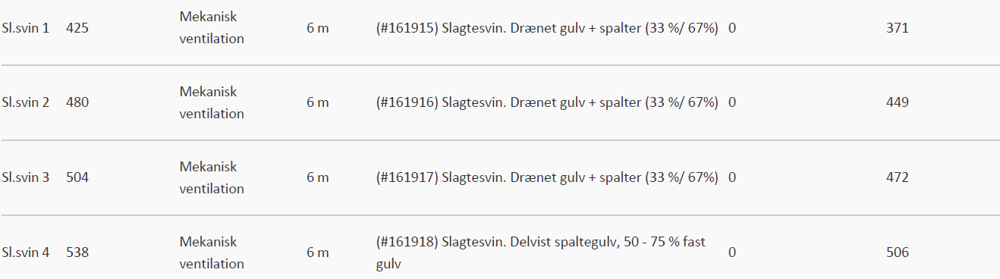 Sl.svin 1 425 Mekanisk ventilation 6 m (#161915) Slagtesvin. Drænet gulv + spalter (33 %/ 67%) 0 371
Sl.svin 2 480 Mekanisk ventilation 6 m (#161916) Slagtesvin. Drænet gulv + spalter (33 %/ 67%) 0 449
Sl.svin 3 504 Mekanisk ventilation 6 m (#161917) Slagtesvin. Drænet gulv + spalter (33 %/ 67%) 0 472
Sl.svin 4 538 Mekanisk ventilation 6 m (#161918) Slagtesvin. Delvist spaltegulv, 50 - 75 % fast gulv 0 506